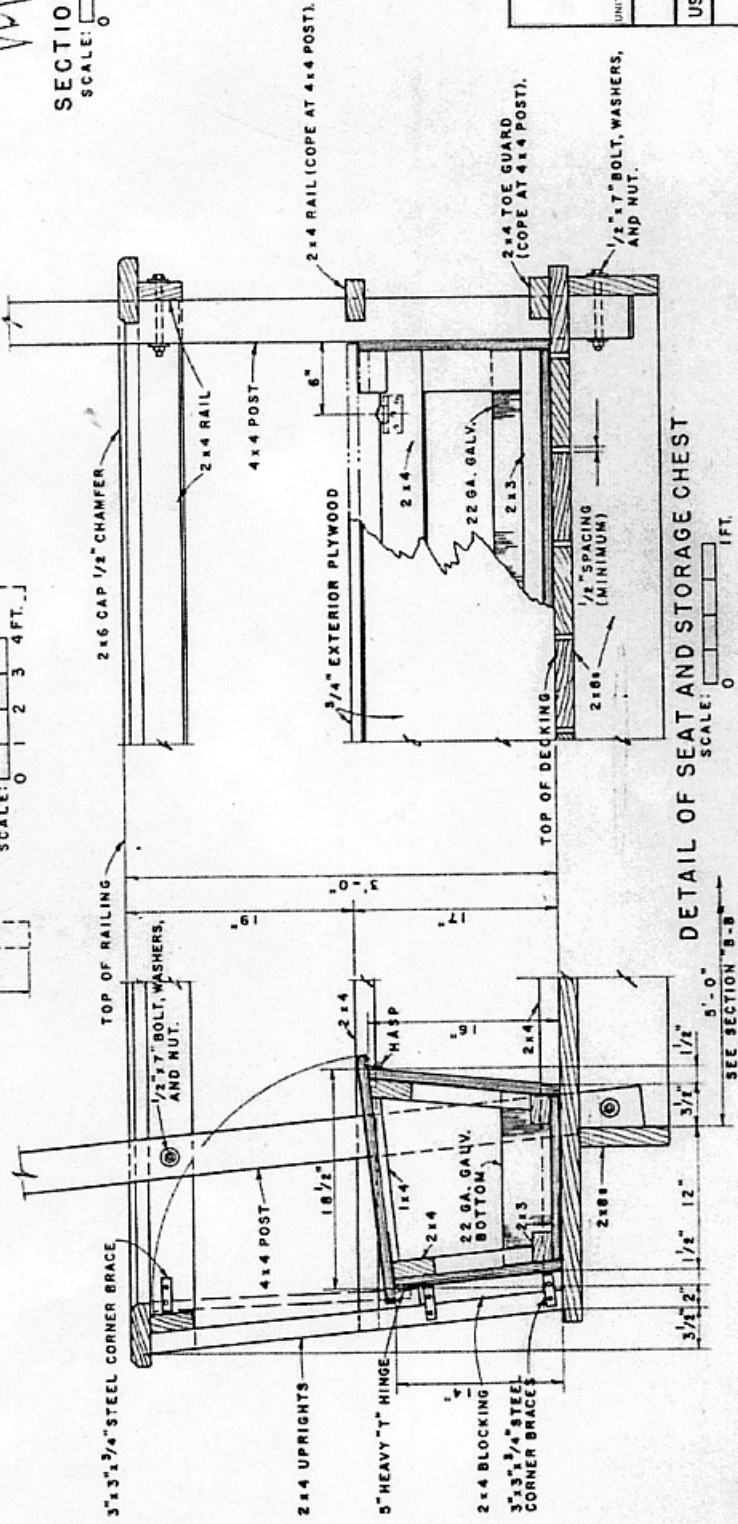 SECTIO
SCALE:
0
SCALE:
0 1 2 3 4 FT.
UNIT
US
TOP OF RAILING
2 x 6 CAP 1/2" CHAMFER
3" x 3" x 3/4" STEEL CORNER BRACE
1/2" x 7" BOLT, WASHERS,
AND NUT.
2 x 4 RAIL
4 x 4 POST
4 x 4 POST
2 x 4 RAIL (COPE AT 4 x 4 POST).
2 x 4 UPRIGHTS
19"
3'-0"
17"
3/4" EXTERIOR PLYWOOD
6"
2 x 4
18 1/2"
HASP
1 x 4
16"
5" HEAVY "T" HINGE
2 x 4
2 x 4
22 GA. GALV.
22 GA. GALV.
BOTTOM
2 x 3
2 x 3
2 x 4 TOE GUARD
(COPE AT 4 x 4 POST).
2 x 4 BLOCKING
3" x 3" x 3/4" STEEL
CORNER BRACES
2 x 4
TOP OF DECKING
1/2" SPACING
(MINIMUM)
1/2" x 7" BOLT, WASHERS,
AND NUT.
2 x 8s
2 x 8s
3 1/2" 2" 1/2" 12" 3 1/2" 1/2"
5'-0"
SEE SECTION "B-B
DETAIL OF SEAT AND STORAGE CHEST
SCALE:
0 1 FT.